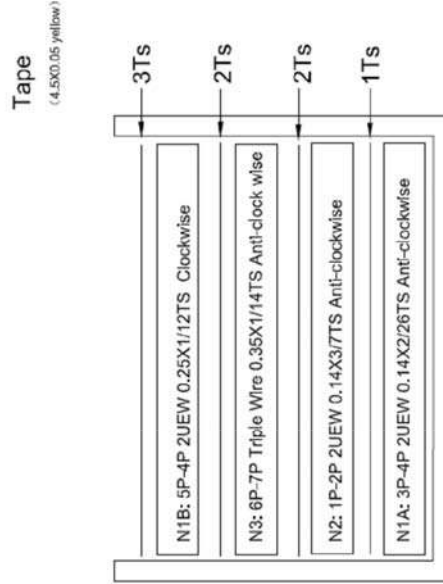 Tape
(4.5X0.05 yellow)
3Ts
N1B: 5P-4P 2UEW 0.25X1/12TS Clockwise
2Ts
N3: 6P-7P Triple Wire 0.35X1/14TS Anti-clock wise
2Ts
N2: 1P-2P 2UEW 0.14X3/7TS Anti-clockwise
1Ts
N1A: 3P-4P 2UEW 0.14X2/26TS Anti-clockwise